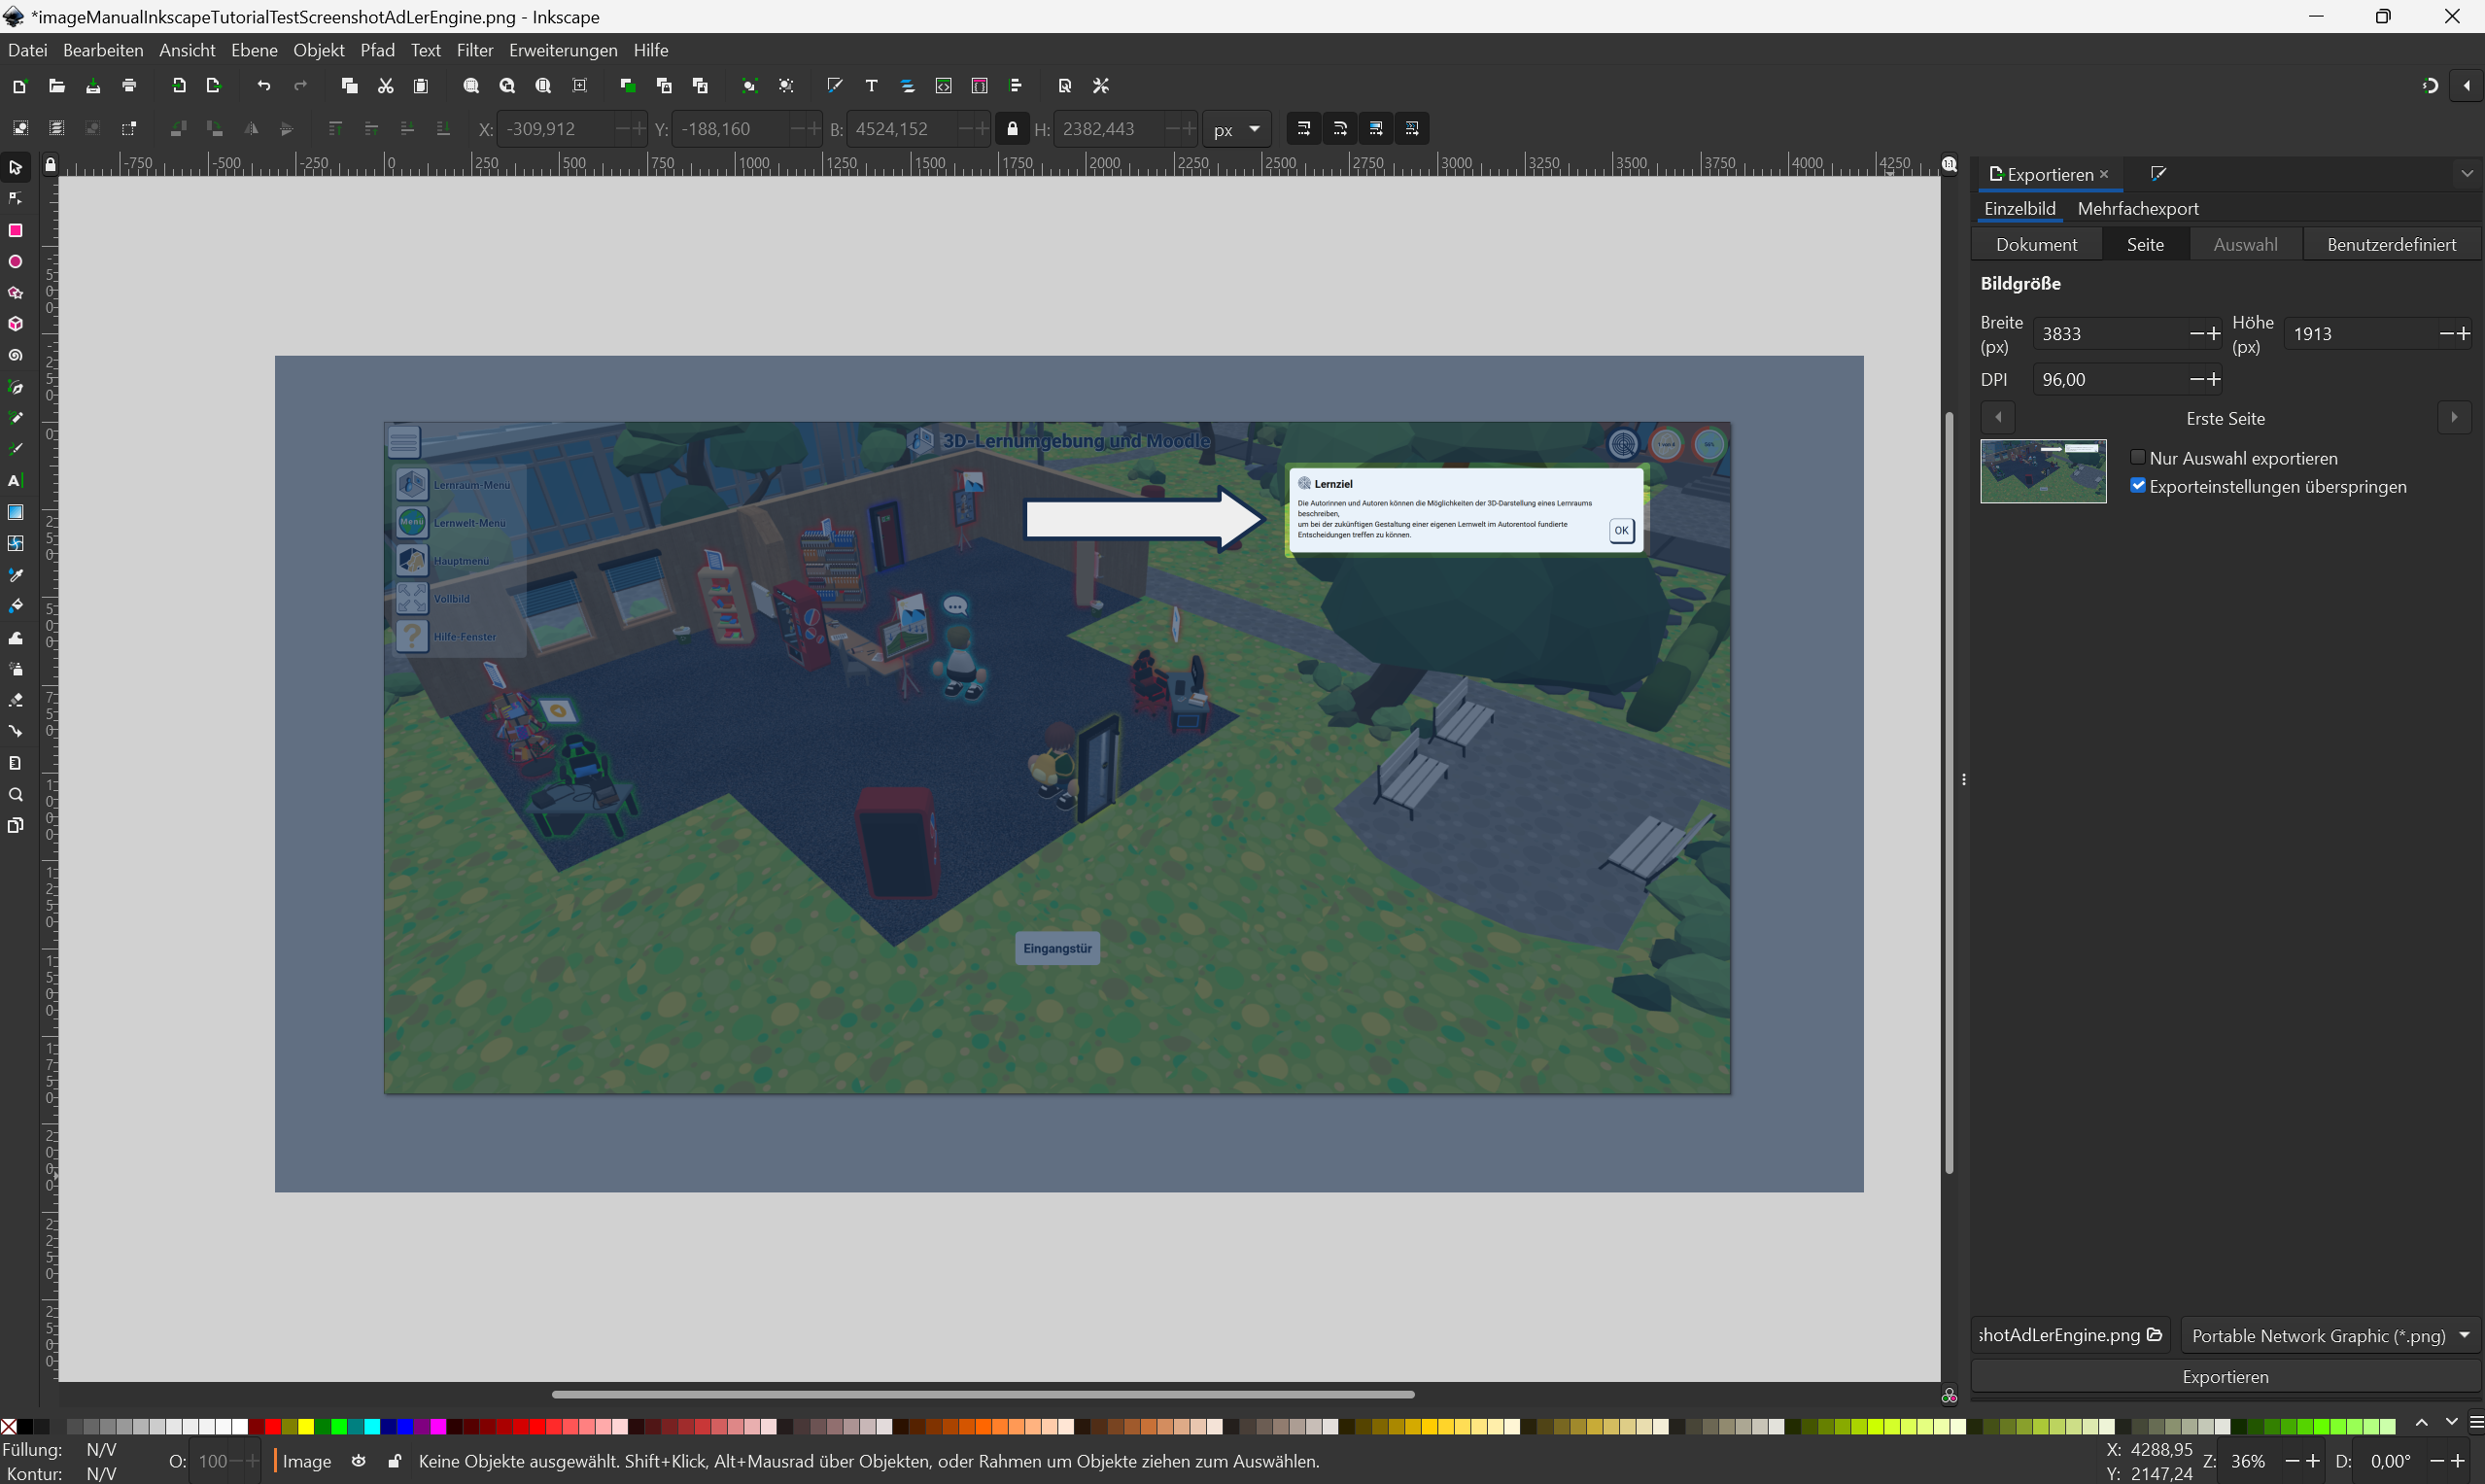 *imageManualInkscapeTutorialTestScreenshotAdLerEngine.png - Inkscape
Datei Bearbeiten Ansicht Ebene Objekt Pfad Text Filter Erweiterungen Hilfe
X: -309,912 Y: -188,160 B: 4524,152 H: 2382,443 px
-750 -500 -250 0 250 500 750 1000 1250 1500 1750 2000 2250 2500 2750 3000 3250 3500 3750 4000 4250
Exportieren
Einzelbild Mehrfachexport
Dokument Seite Auswahl Benutzerdefiniert
Bildgröße
Breite (px) 3833 Höhe (px) 1913
DPI 96,00
Erste Seite
Nur Auswahl exportieren
Exporteinstellungen überspringen
3D-Lernumgebung und Moodle
Lernraum-Menu
Menu
Lernwelt-Menu
Hauptmenu
Vollbild
Hilfe-Fenster
Lernziel
Die Autorinnen und Autoren können die Möglichkeiten der 3D-Darstellung eines Lernraums
beschreiben,
um bei der zukünftigen Gestaltung einer eigenen Lernwelt im Autorentool fundierte
Entscheidungen treffen zu können.
OK
Eingangstür
shotAdLerEngine.png Portable Network Graphic (*.png)
Exportieren
Füllung: N/V
Kontur: N/V
O: 100
Image
Keine Objekte ausgewählt. Shift+Klick, Alt+Mausrad über Objekten, oder Rahmen um Objekte ziehen zum Auswählen.
X: 4288,95
Y: 2147,24
Z: 36% D: 0,00°